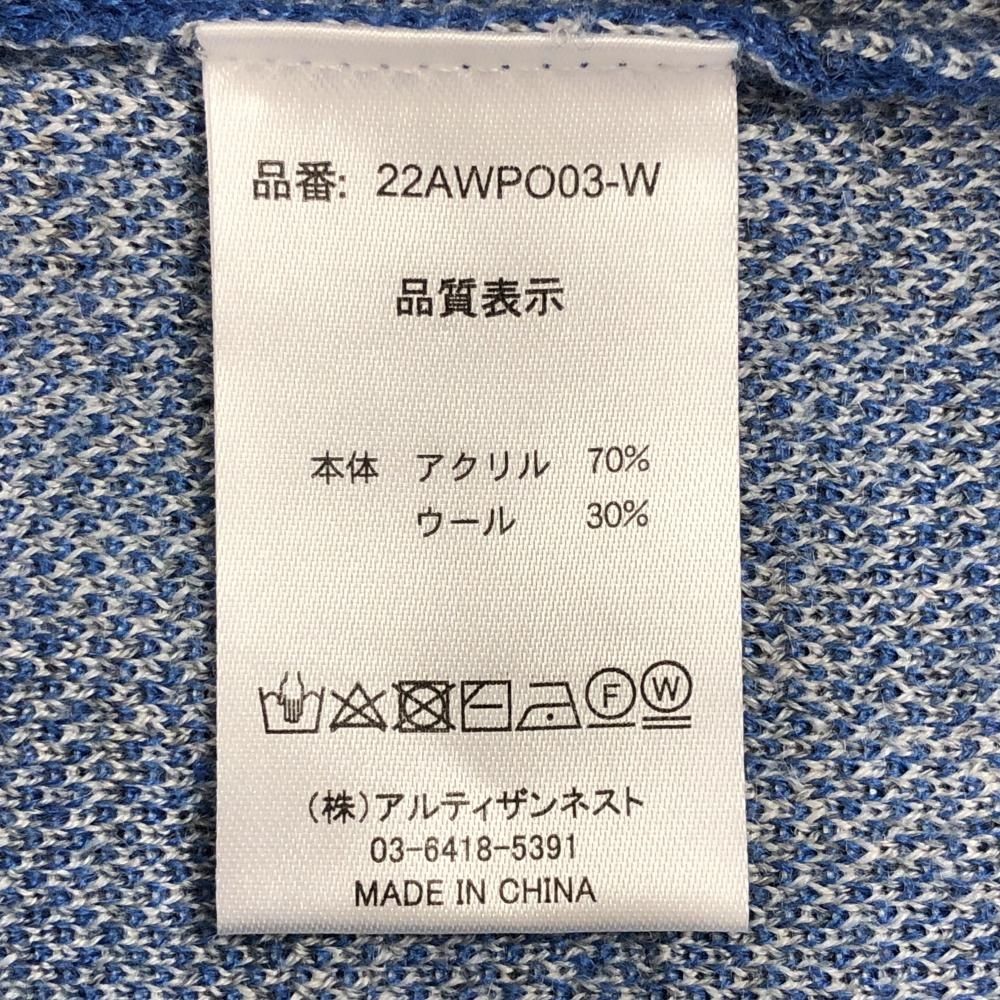 品番: 22AWPO03-W
品質表示
本体 アクリル 70%
ウール 30%
F W
(株)アルティザンネスト
03-6418-5391
MADE IN CHINA